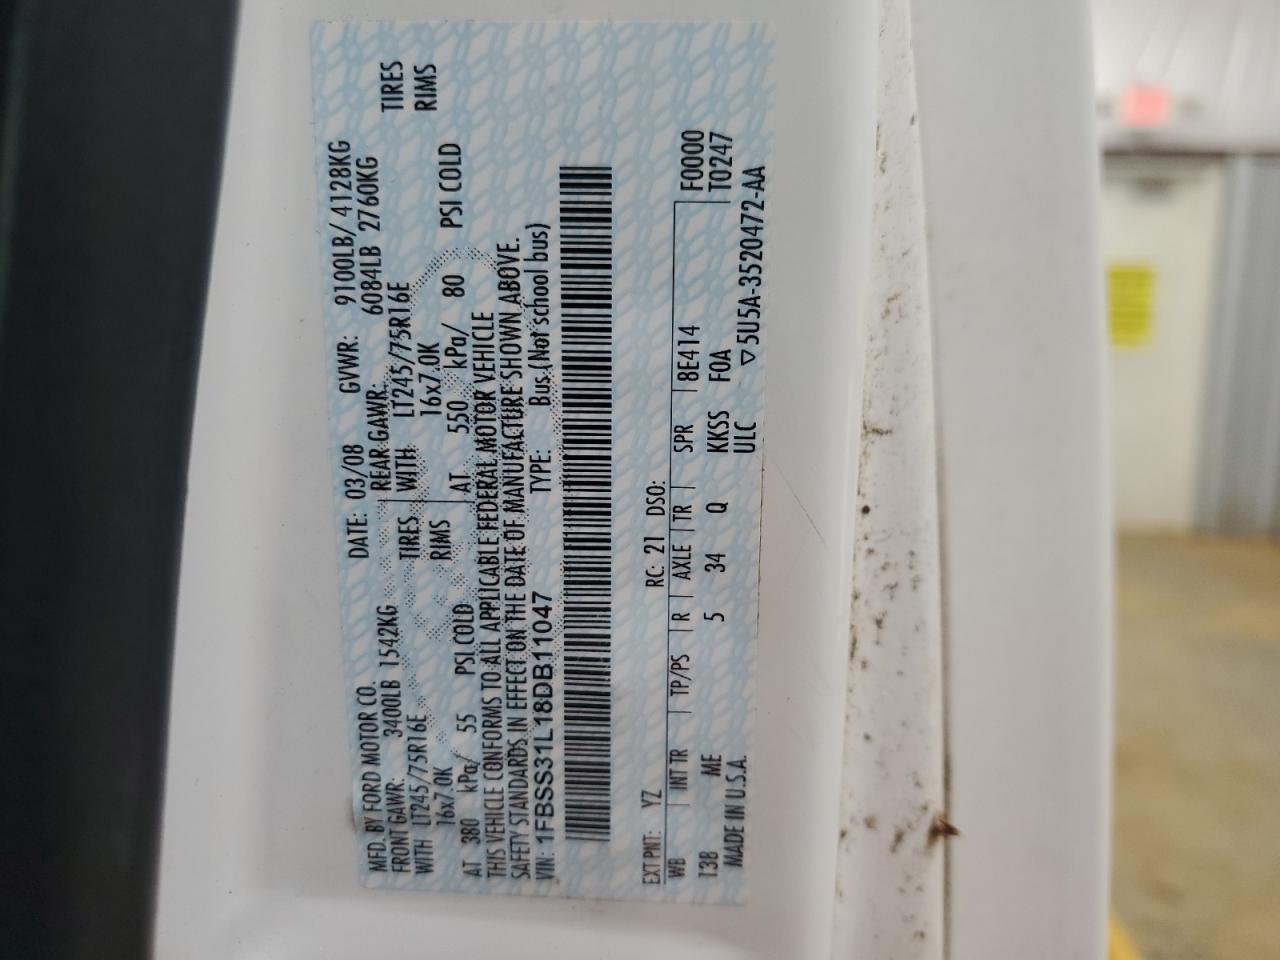 MFD. BY FORD MOTOR CO.
DATE: 03/08 GVWR: 9100LB/ 4128KG
FRONT GAWR: 3400LB 1542KG REAR GAWR: 6084LB 2760KG
WITH LT245/75R16E TIRES WITH LT245/75R16E TIRES
16x7.0K RIMS 16x7.0K RIMS
AT 380 kPa/ 55 PSI COLD AT 550 kPa/ 80 PSI COLD
THIS VEHICLE CONFORMS TO ALL APPLICABLE FEDERAL MOTOR VEHICLE
SAFETY STANDARDS IN EFFECT ON THE DATE OF MANUFACTURE SHOWN ABOVE.
VIN: 1FBSS31L18DB11047 TYPE: Bus (Not school bus)
EXT PNT: YZ RC: 21 DSO:
WB INT TR TP/PS R AXLE TR SPR 8E414 F0000
138 ME 5 34 Q KKSS F0A T0247
MADE IN U.S.A. ULC
▽5U5A-3520472-AA